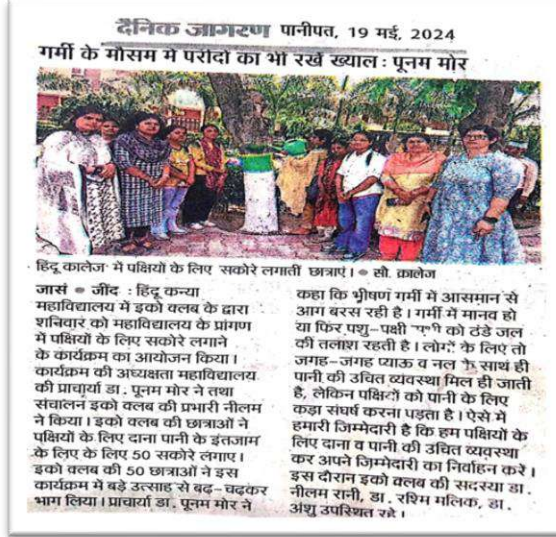 दैनिक जागरण पानीपत, 19 मई, 2024
गर्मी के मौसम में परींदों का भी रखें ख्याल: पूनम मोर
हिंदू कालेज में पक्षियों के लिए सकोरे लगातीं छात्राएं। ● सौ. कालेज
जासं ● जींद : हिंदू कन्या
महाविद्यालय में इको क्लब के द्वारा
शनिवार को महाविद्यालय के प्रांगण
में पक्षियों के लिए सकोरे लगाने
के कार्यक्रम का आयोजन किया।
कार्यक्रम की अध्यक्षता महाविद्यालय
की प्राचार्या डा. पूनम मोर ने तथा
संचालन इको क्लब की प्रभारी नीलम
ने किया। इको क्लब की छात्राओं ने
पक्षियों के लिए दाना पानी के इंतजाम
के लिए के लिए 50 सकोरे लगाए।
इको क्लब की 50 छात्राओं ने इस
कार्यक्रम में बड़े उत्साह से बढ़-चढ़कर
भाग लिया। प्राचार्या डा. पूनम मोर ने
कहा कि भीषण गर्मी में आसमान से
आग बरस रही है। गर्मी में मानव हो
या फिर पशु-पक्षी को ठंडे जल
की तलाश रहती है। लोगों के लिए तो
जगह-जगह प्याऊ व नल के साथ ही
पानी की उचित व्यवस्था मिल ही जाती
है, लेकिन पक्षियों को पानी के लिए
कड़ा संघर्ष करना पड़ता है। ऐसे में
हमारी जिम्मेदारी है कि हम पक्षियों के
लिए दाना व पानी की उचित व्यवस्था
कर अपने जिम्मेदारी का निर्वाहन करें।
इस दौरान इको क्लब की सदस्या डा.
नीलम रानी, डा. रश्मि मलिक, डा.
अंशु उपस्थित रहे।